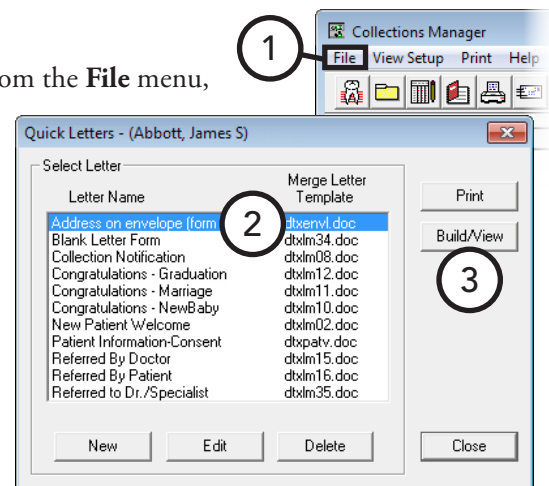 1
Collections Manager
File View Setup Print Help
om the File menu,
Quick Letters - (Abbott, James S)
Select Letter
Letter Name Merge Letter Template
Address on envelope (form 2 dtxenvl.doc
Blank Letter Form dtxlm34.doc
Collection Notification dtxlm08.doc
Congratulations - Graduation dtxlm12.doc
Congratulations - Marriage dtxlm11.doc
Congratulations - NewBaby dtxlm10.doc
New Patient Welcome dtxlm02.doc
Patient Information-Consent dtxpatv.doc
Referred By Doctor dtxlm15.doc
Referred By Patient dtxlm16.doc
Referred to Dr./Specialist dtxlm35.doc
Print
Build/View
3
New Edit Delete Close